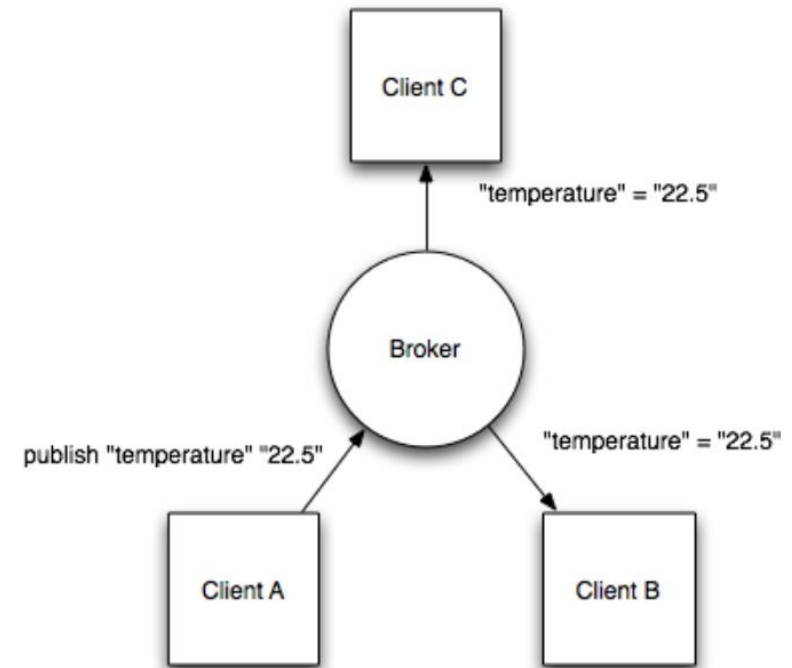 Client C
"temperature" = "22.5"
Broker
publish "temperature" "22.5"
"temperature" = "22.5"
Client A
Client B